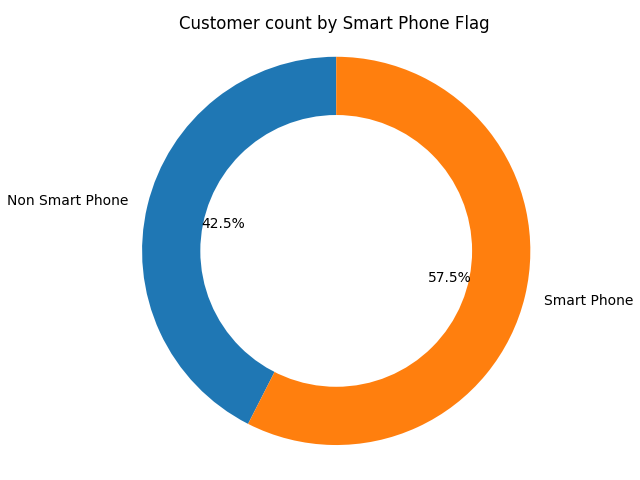 Customer count by Smart Phone Flag
Non Smart Phone
42.5%
57.5%
Smart Phone